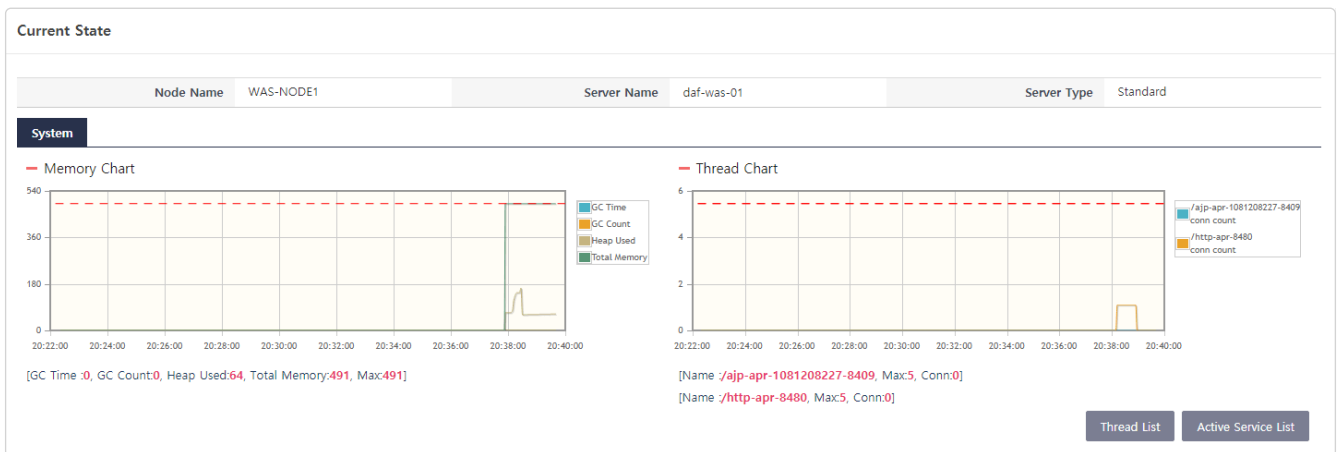 Current State
Node Name WAS-NODE1 Server Name daf-was-01 Server Type Standard
System
Memory Chart
540
360
180
0
20:22:00 20:24:00 20:26:00 20:28:00 20:30:00 20:32:00 20:34:00 20:36:00 20:38:00 20:40:00
GC Time
GC Count
Heap Used
Total Memory
[GC Time :0, GC Count:0, Heap Used:64, Total Memory:491, Max:491]
Thread Chart
6
4
2
0
20:22:00 20:24:00 20:26:00 20:28:00 20:30:00 20:32:00 20:34:00 20:36:00 20:38:00 20:40:00
/ajp-apr-1081208227-8409
conn count
/http-apr-8480
conn count
[Name :/ajp-apr-1081208227-8409, Max:5, Conn:0]
[Name :/http-apr-8480, Max:5, Conn:0]
Thread List Active Service List